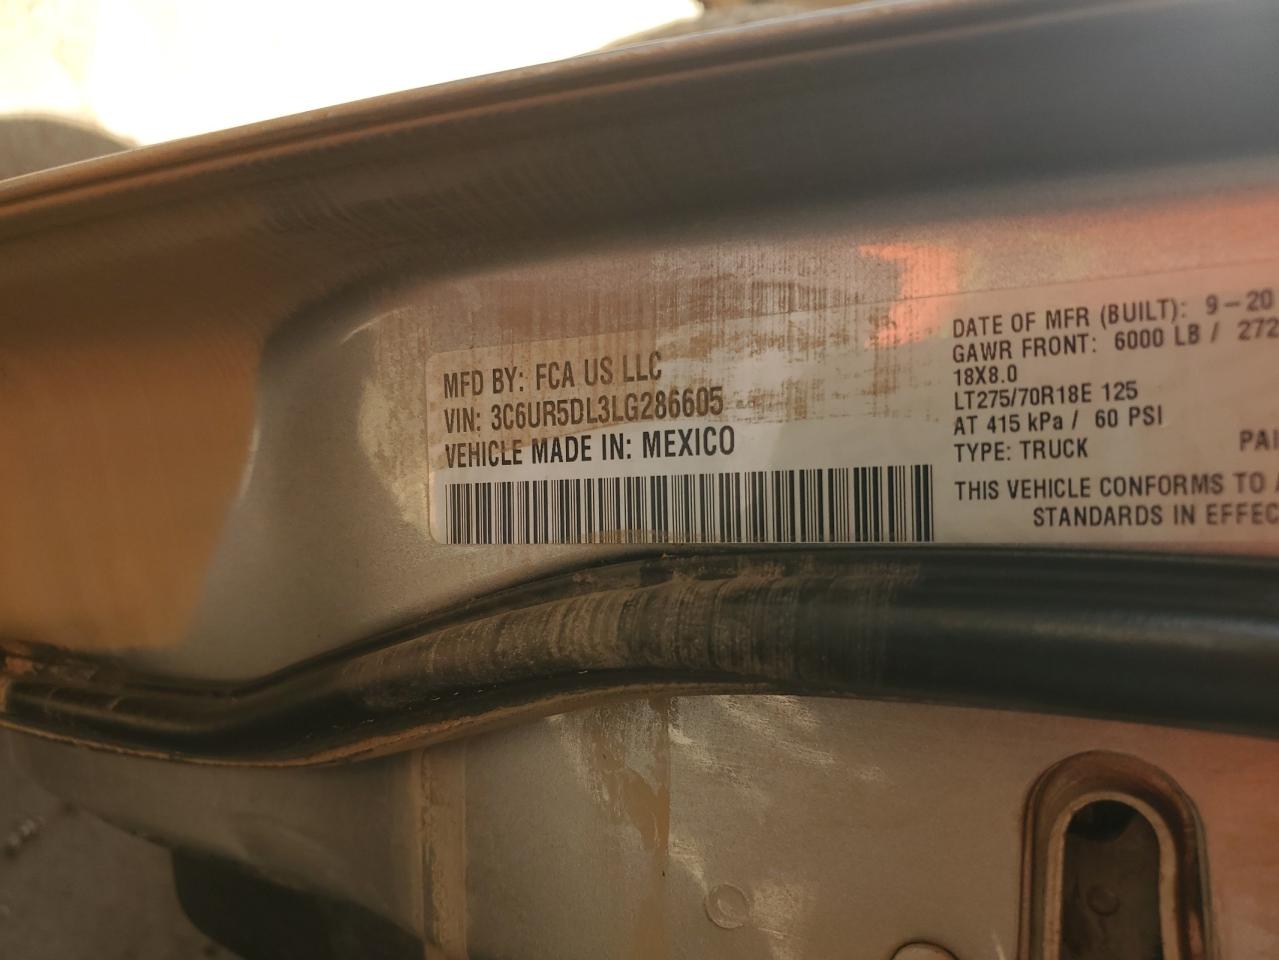 MFD BY: FCA US LLC
VIN: 3C6UR5DL3LG286605
VEHICLE MADE IN: MEXICO
DATE OF MFR (BUILT): 9-20
GAWR FRONT: 6000 LB / 272
18X8.0
LT275/70R18E 125
AT 415 kPa / 60 PSI
TYPE: TRUCK
PAI
THIS VEHICLE CONFORMS TO A
STANDARDS IN EFFEC